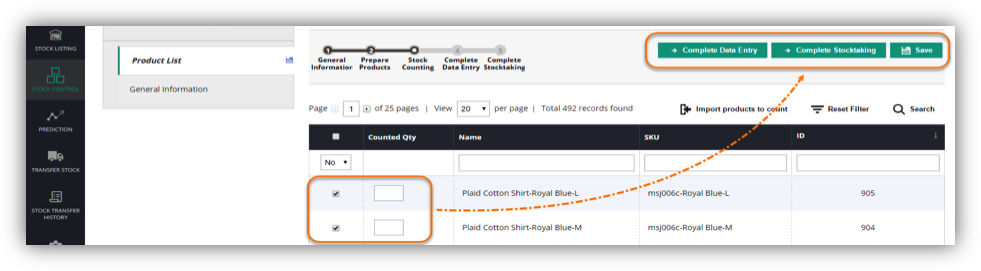 STOCK LISTING
STOCK CONTROL
PREDICTION
TRANSFER STOCK
STOCK TRANSFER
HISTORY
Product List
General Information
1 2 4 5
General Prepare Stock Complete Complete
Information Products Counting Data Entry Stocktaking
Complete Data Entry Complete Stocktaking Save
Page 1 of 25 pages | View 20 per page | Total 492 records found
Import products to count Reset Filter Search
Counted Qty Name SKU ID ↓
No
Plaid Cotton Shirt-Royal Blue-L msj006c-Royal Blue-L 905
Plaid Cotton Shirt-Royal Blue-M msj006c-Royal Blue-M 904